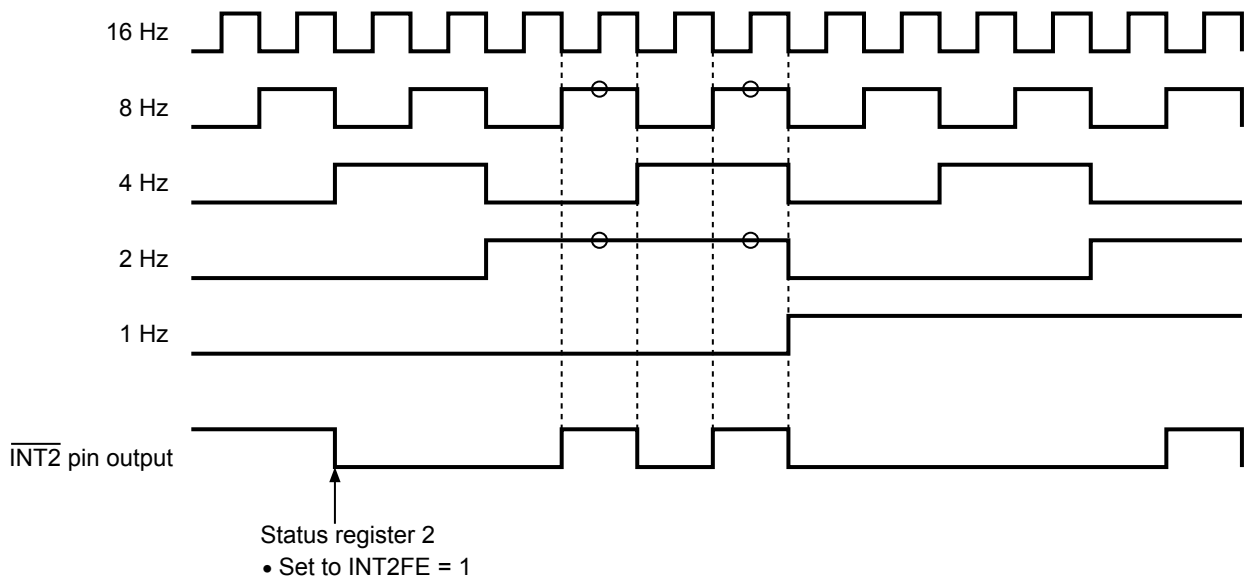 16 Hz
8 Hz
4 Hz
2 Hz
1 Hz
INT2 pin output
Status register 2
• Set to INT2FE = 1